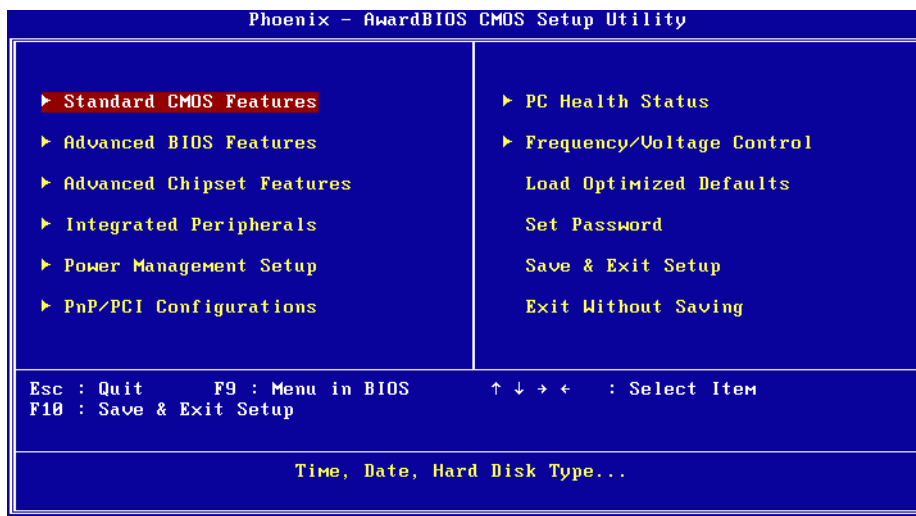 Phoenix - AwardBIOS CMOS Setup Utility
Standard CMOS Features
Advanced BIOS Features
Advanced Chipset Features
Integrated Peripherals
Power Management Setup
PnP/PCI Configurations
PC Health Status
Frequency/Voltage Control
Load Optimized Defaults
Set Password
Save & Exit Setup
Exit Without Saving
Esc : Quit F9 : Menu in BIOS ↑ ↓ → ← : Select Item
F10 : Save & Exit Setup
Time, Date, Hard Disk Type...